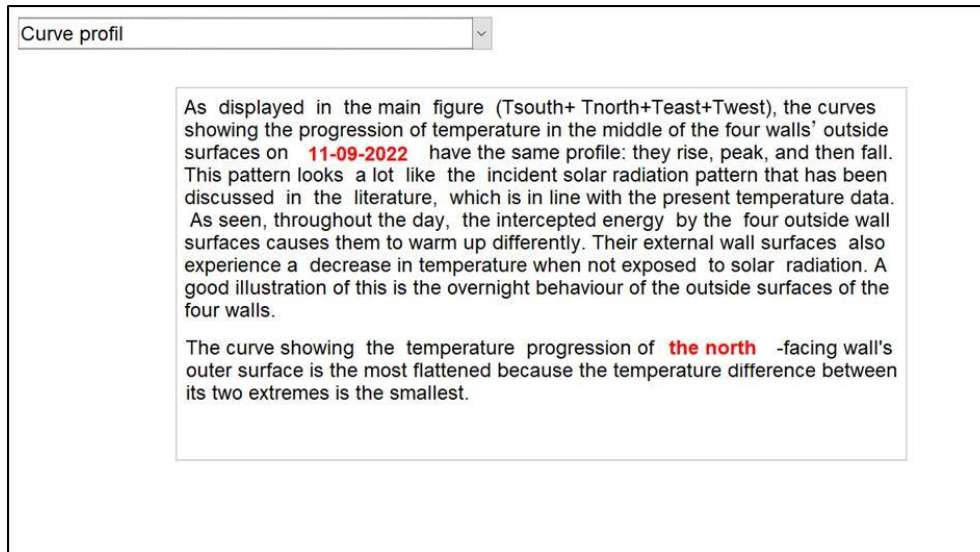 Curve profil
As displayed in the main figure (Tsouth+ Tnorth+Teast+Twest), the curves
showing the progression of temperature in the middle of the four walls’ outside
surfaces on 11-09-2022 have the same profile: they rise, peak, and then fall.
This pattern looks a lot like the incident solar radiation pattern that has been
discussed in the literature, which is in line with the present temperature data.
As seen, throughout the day, the intercepted energy by the four outside wall
surfaces causes them to warm up differently. Their external wall surfaces also
experience a decrease in temperature when not exposed to solar radiation. A
good illustration of this is the overnight behaviour of the outside surfaces of the
four walls.
The curve showing the temperature progression of the north -facing wall's
outer surface is the most flattened because the temperature difference between
its two extremes is the smallest.